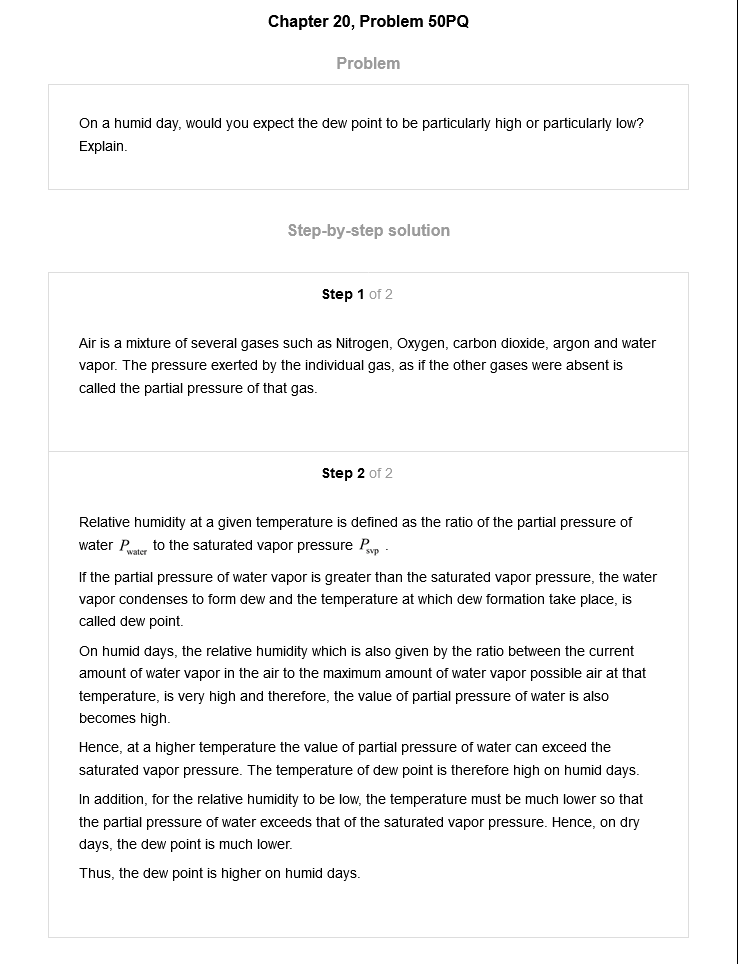 Chapter 20, Problem 50PQ
Problem
On a humid day, would you expect the dew point to be particularly high or particularly low?
Explain.
Step-by-step solution
Step 1 of 2
Air is a mixture of several gases such as Nitrogen, Oxygen, carbon dioxide, argon and water
vapor. The pressure exerted by the individual gas, as if the other gases were absent is
called the partial pressure of that gas.
Step 2 of 2
Relative humidity at a given temperature is defined as the ratio of the partial pressure of
water P_water to the saturated vapor pressure P_svp .
If the partial pressure of water vapor is greater than the saturated vapor pressure, the water
vapor condenses to form dew and the temperature at which dew formation take place, is
called dew point.
On humid days, the relative humidity which is also given by the ratio between the current
amount of water vapor in the air to the maximum amount of water vapor possible air at that
temperature, is very high and therefore, the value of partial pressure of water is also
becomes high.
Hence, at a higher temperature the value of partial pressure of water can exceed the
saturated vapor pressure. The temperature of dew point is therefore high on humid days.
In addition, for the relative humidity to be low, the temperature must be much lower so that
the partial pressure of water exceeds that of the saturated vapor pressure. Hence, on dry
days, the dew point is much lower.
Thus, the dew point is higher on humid days.